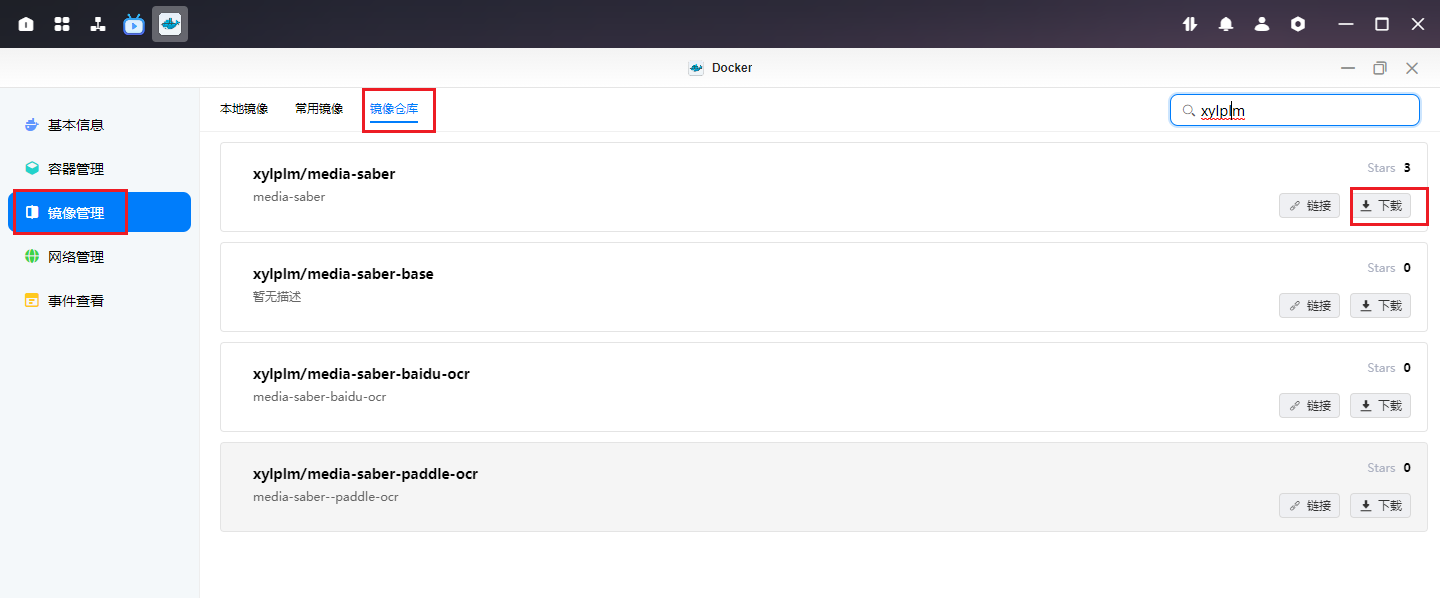 Docker
基本信息
容器管理
镜像管理
网络管理
事件查看
本地镜像 常用镜像 镜像仓库 xylplm
xylplm/media-saber Stars 3
media-saber
链接 下载
xylplm/media-saber-base Stars 0
暂无描述
链接 下载
xylplm/media-saber-baidu-ocr Stars 0
media-saber-baidu-ocr
链接 下载
xylplm/media-saber-paddle-ocr Stars 0
media-saber--paddle-ocr
链接 下载